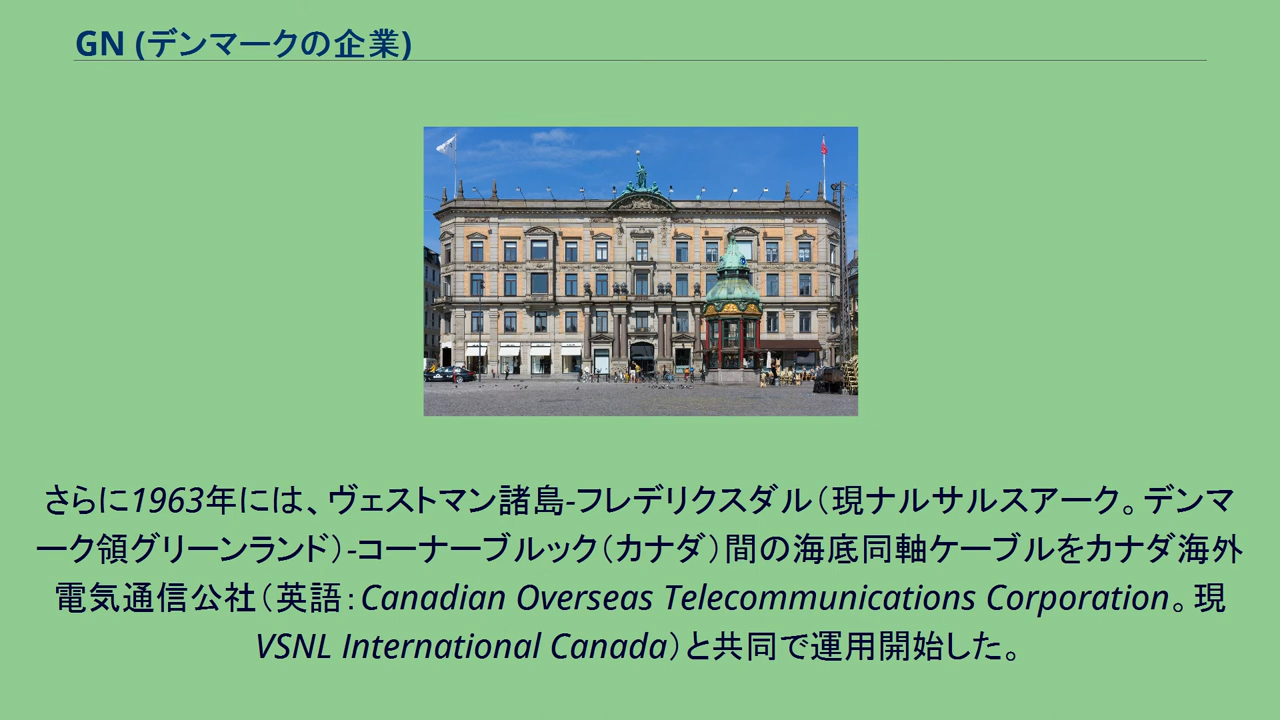 GN (デンマークの企業)
さらに1963年には、ヴェストマン諸島-フレデリクスダル（現ナルサルスアーク。デンマ
ーク領グリーンランド）-コーナーブルック（カナダ）間の海底同軸ケーブルをカナダ海外
電気通信公社（英語：Canadian Overseas Telecommunications Corporation。現
VSNL International Canada）と共同で運用開始した。